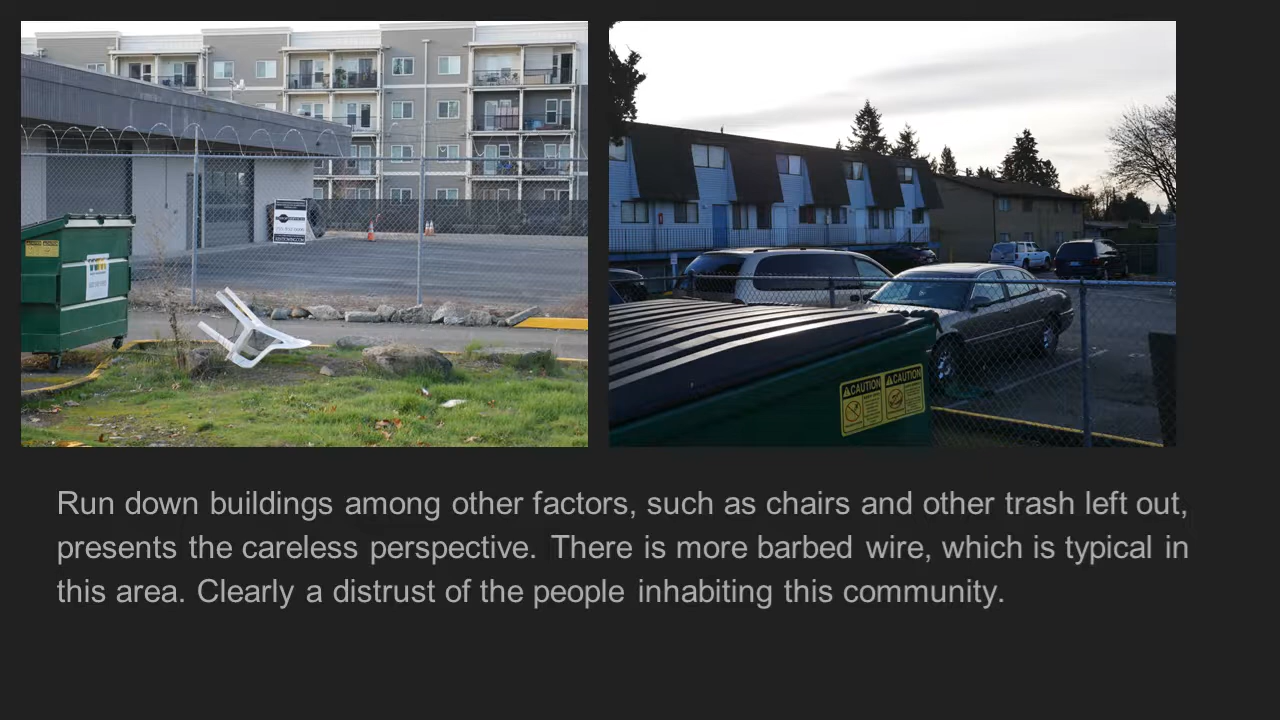 CAUTION CAUTION
Run down buildings among other factors, such as chairs and other trash left out,
presents the careless perspective. There is more barbed wire, which is typical in
this area. Clearly a distrust of the people inhabiting this community.